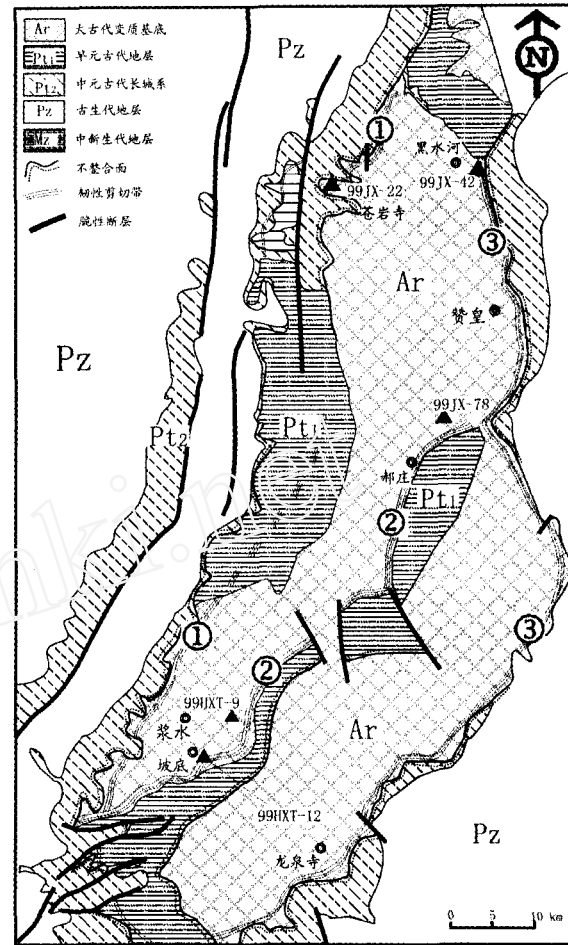 Ar 太古代变质基底
Pt1 早元古代地层
Pt2 中元古代长城系
Pz 古生代地层
Mz 中新生代地层
不整合面
韧性剪切带
脆性断层
N
Pz
①
黑水河
99JX-22
99JX-42
苍岩寺
③
Ar
赞皇
Pz
99JX-78
Pt2
Pt1
郝庄
Pt1
②
①
③
②
99HXT-9
浆水
Ar
坡底
99HXT-12
Pz
龙泉寺
0 5 10 km